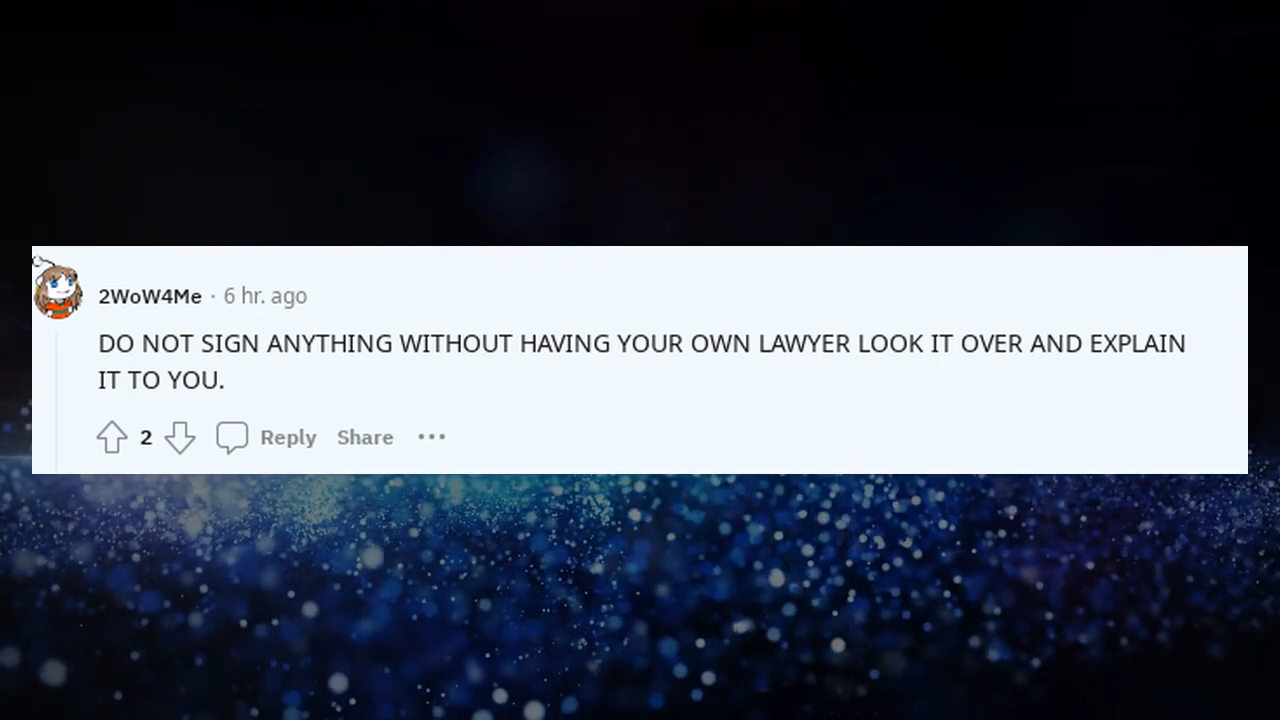 2WoW4Me · 6 hr. ago
DO NOT SIGN ANYTHING WITHOUT HAVING YOUR OWN LAWYER LOOK IT OVER AND EXPLAIN
IT TO YOU.
2 Reply Share ···